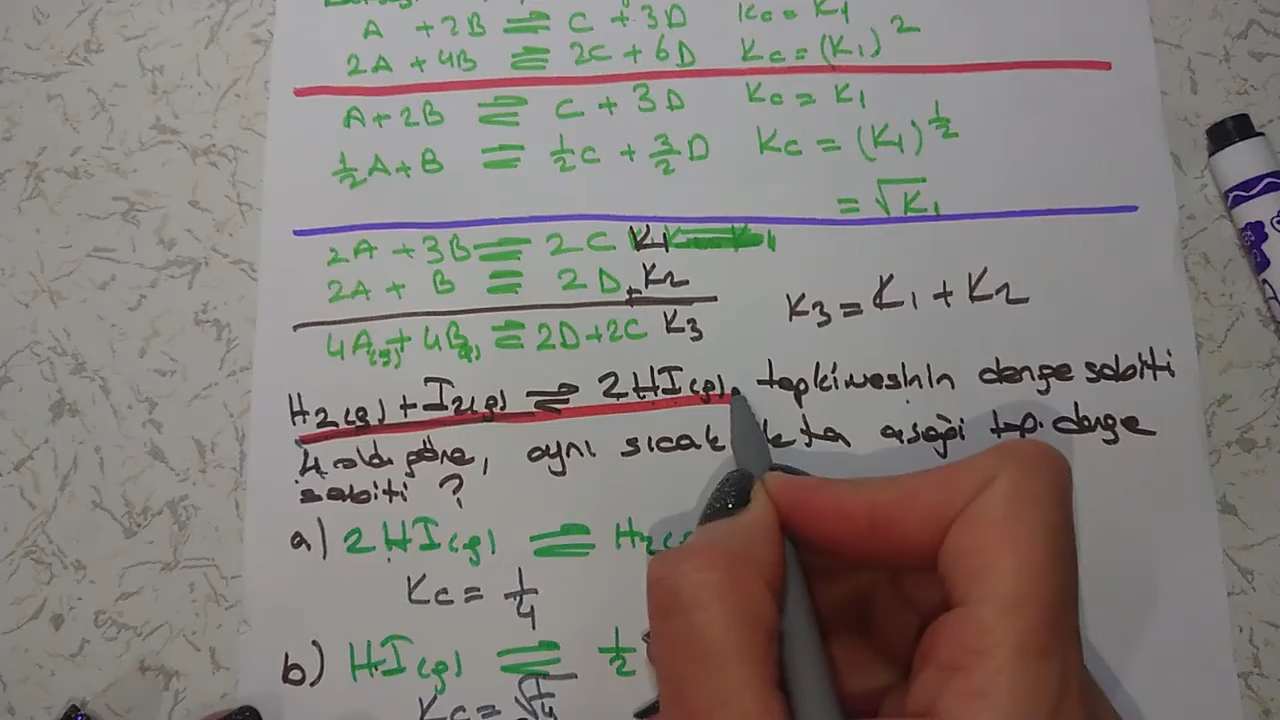 A + 2B ⇌ C + 3D Kc = K1
2A + 4B ⇌ 2C + 6D Kc = (K1)2
A + 2B ⇌ C + 3D Kc = K1
1/2A + B ⇌ 1/2C + 3/2D Kc = (K1)1/2
= √K1
2A + 3B ⇌ 2C K1
2A + B ⇌ 2D + K2
4A(g) + 4B(g) ⇌ 2D + 2C K3
K3 = K1 + K2
H2(g) + I2(g) ⇌ 2HI(g) tepkimesinin denge sabiti
4 old. göre, aynı sıcak kta aşağı tep. denge
sabiti ?
a) 2HI(g) ⇌ H2(g
Kc = 1/4
b) HI(g) ⇌ 1/2
Kc = √1/4